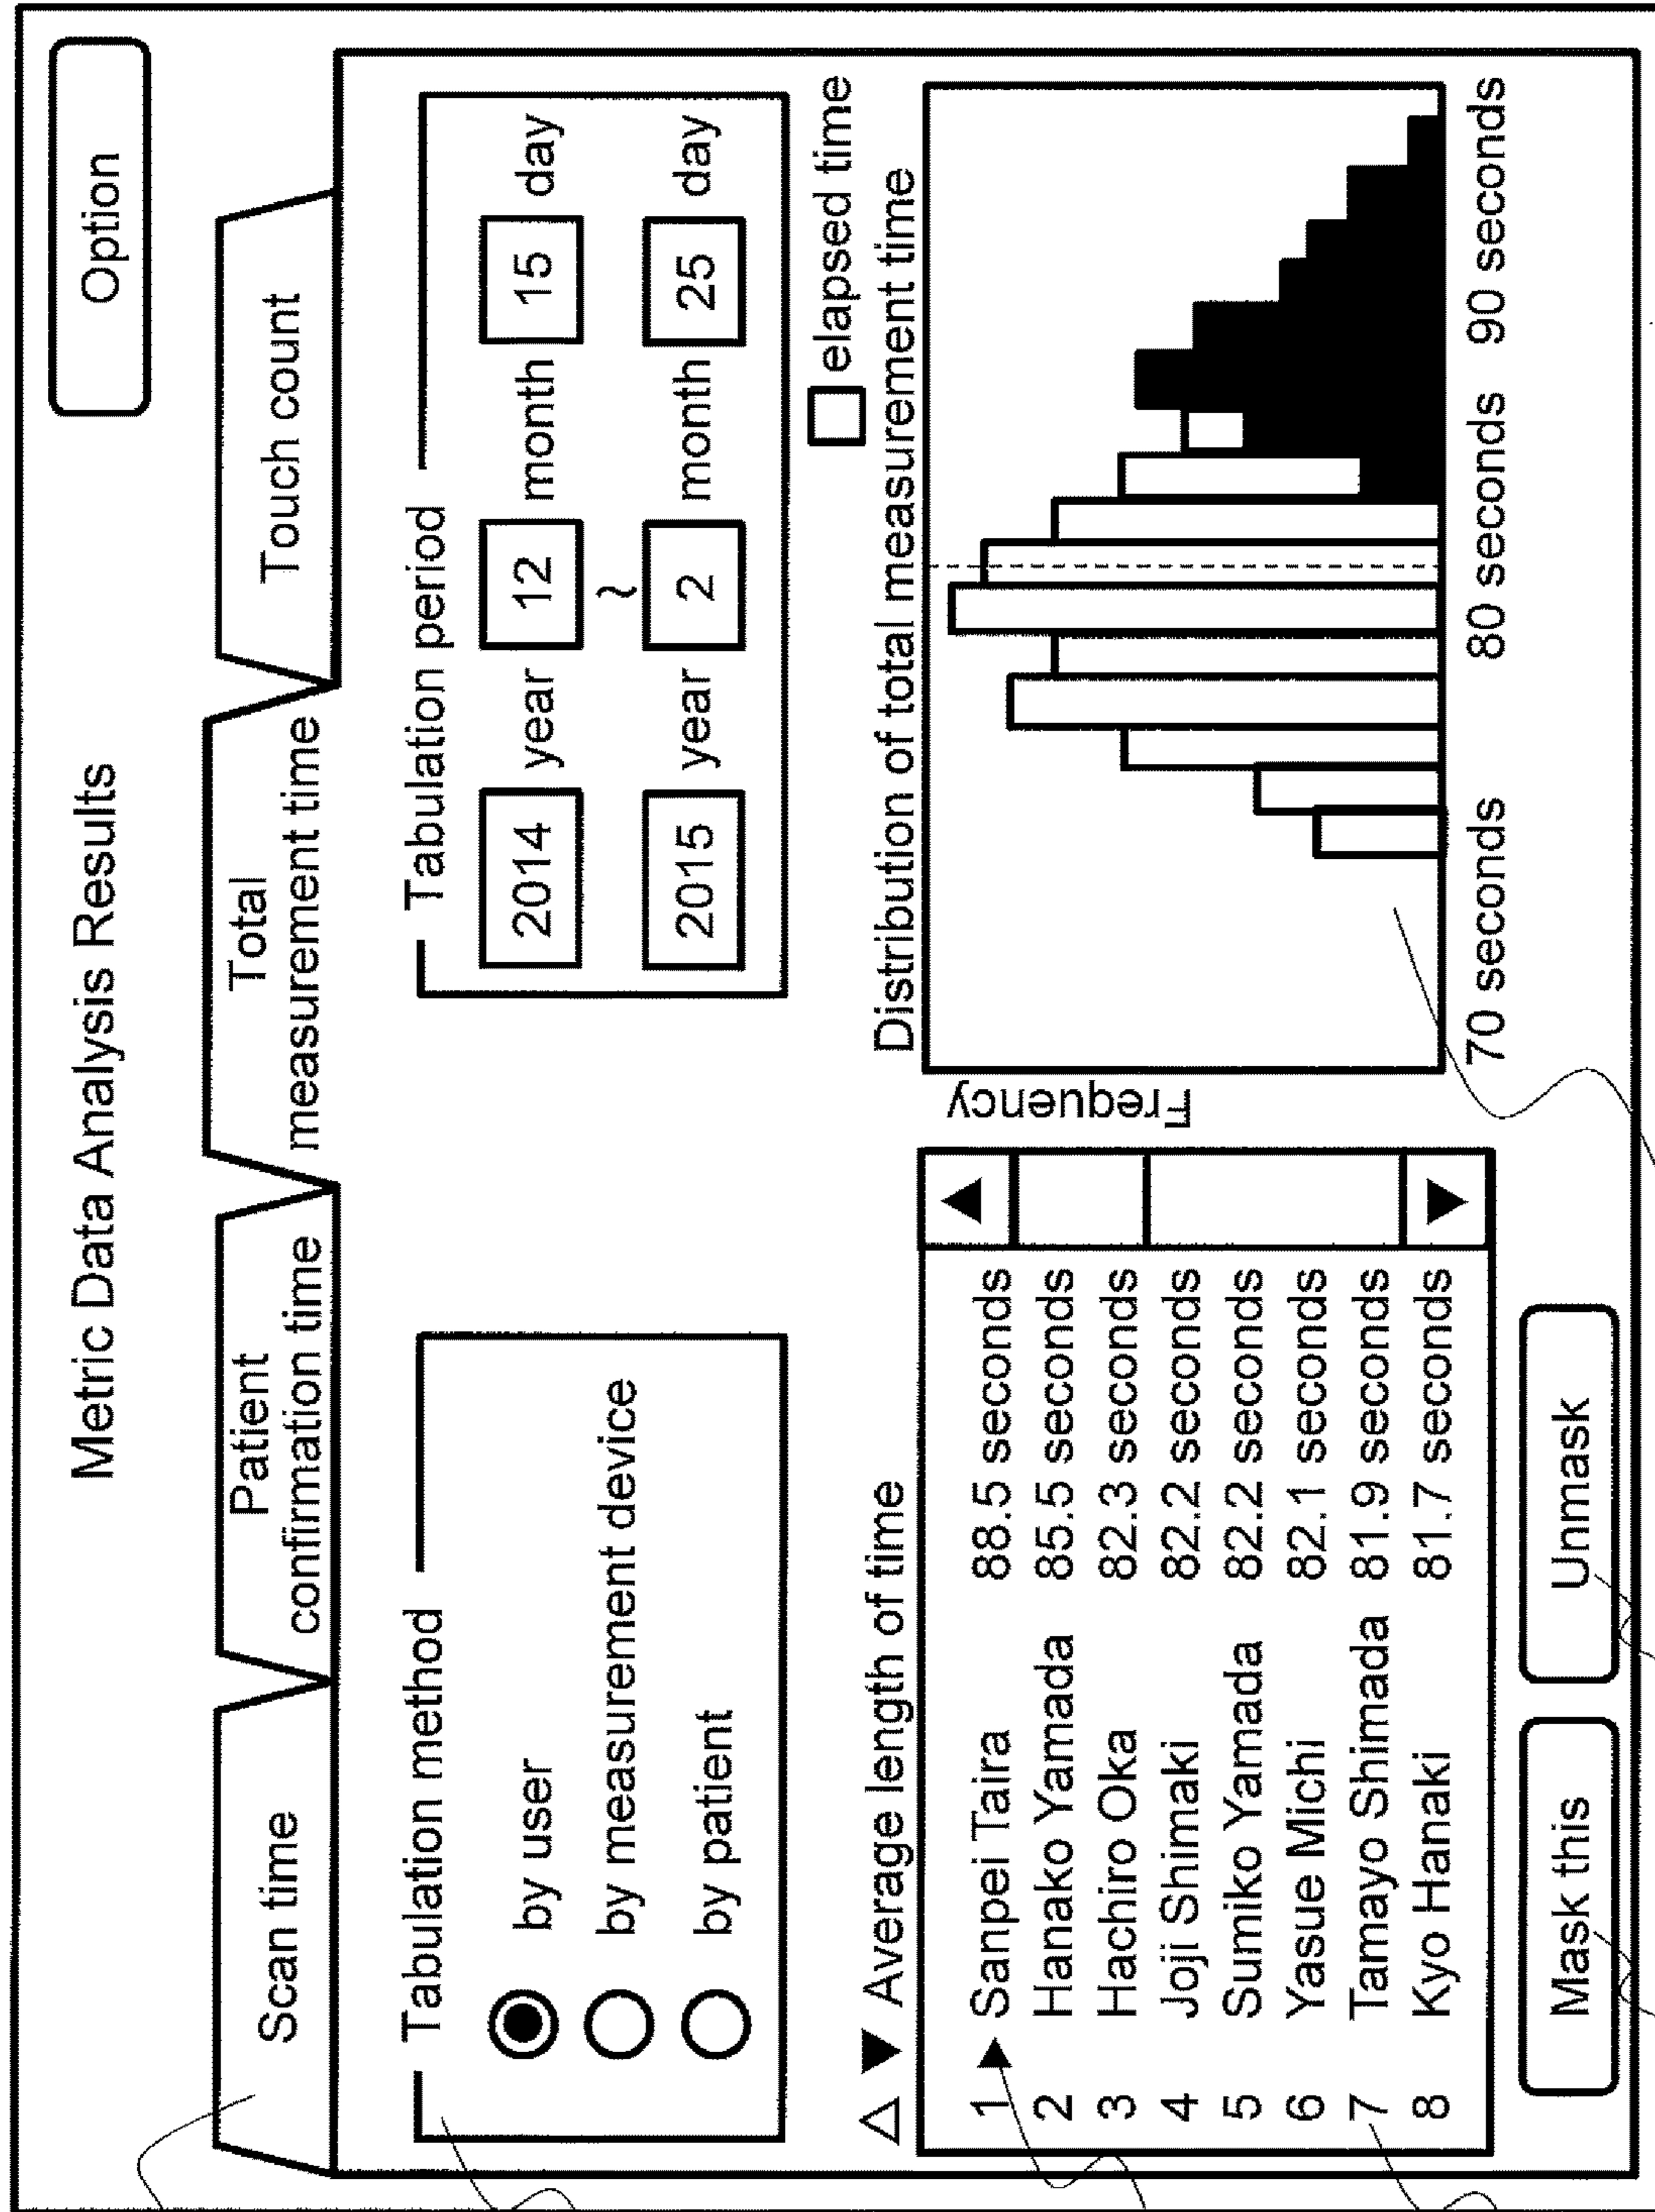 Metric Data Analysis Results
Option
Scan time
Patient
confirmation time
Total
measurement time
Touch count
Tabulation method
by user
by measurement device
by patient
Tabulation period
2014 year 12 month 15 day
~
2015 year 2 month 25 day
△ ▼ Average length of time
1 ▶ Sanpei Taira 88.5 seconds
2 Hanako Yamada 85.5 seconds
3 Hachiro Oka 82.3 seconds
4 Joji Shimaki 82.2 seconds
5 Sumiko Yamada 82.2 seconds
6 Yasue Michi 82.1 seconds
7 Tamayo Shimada 81.9 seconds
8 Kyo Hanaki 81.7 seconds
▲
▼
Mask this
Unmask
elapsed time
Distribution of total measurement time
Frequency
70 seconds 80 seconds 90 seconds